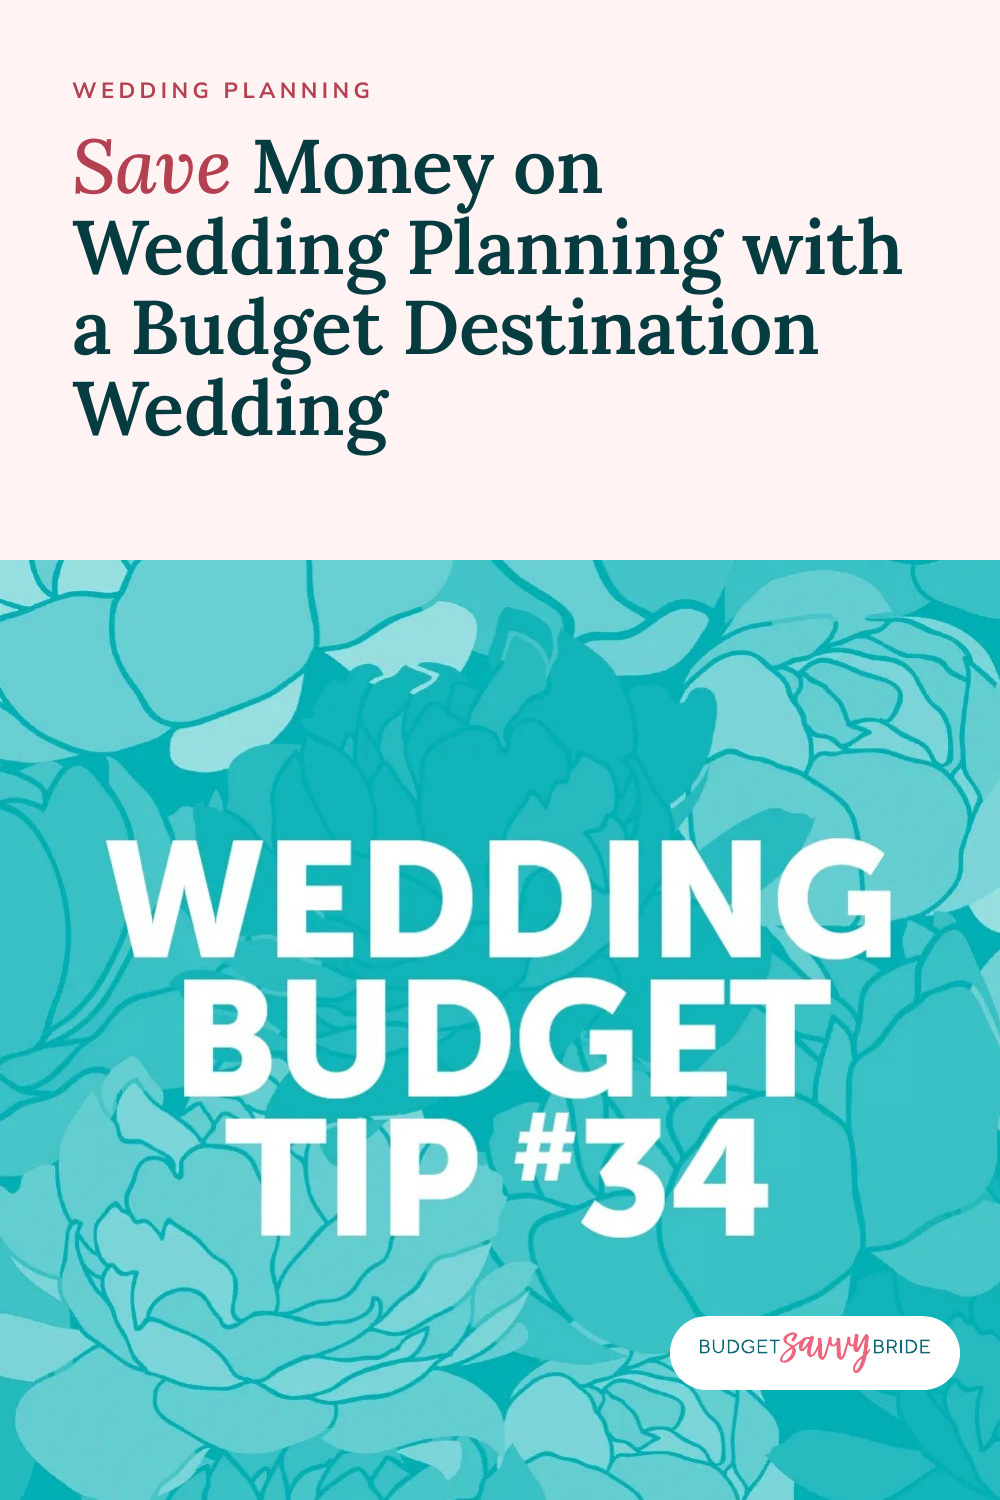 WEDDING PLANNING
Save Money on
Wedding Planning with
a Budget Destination
Wedding
WEDDING
BUDGET
TIP #34
BUDGET savvy BRIDE